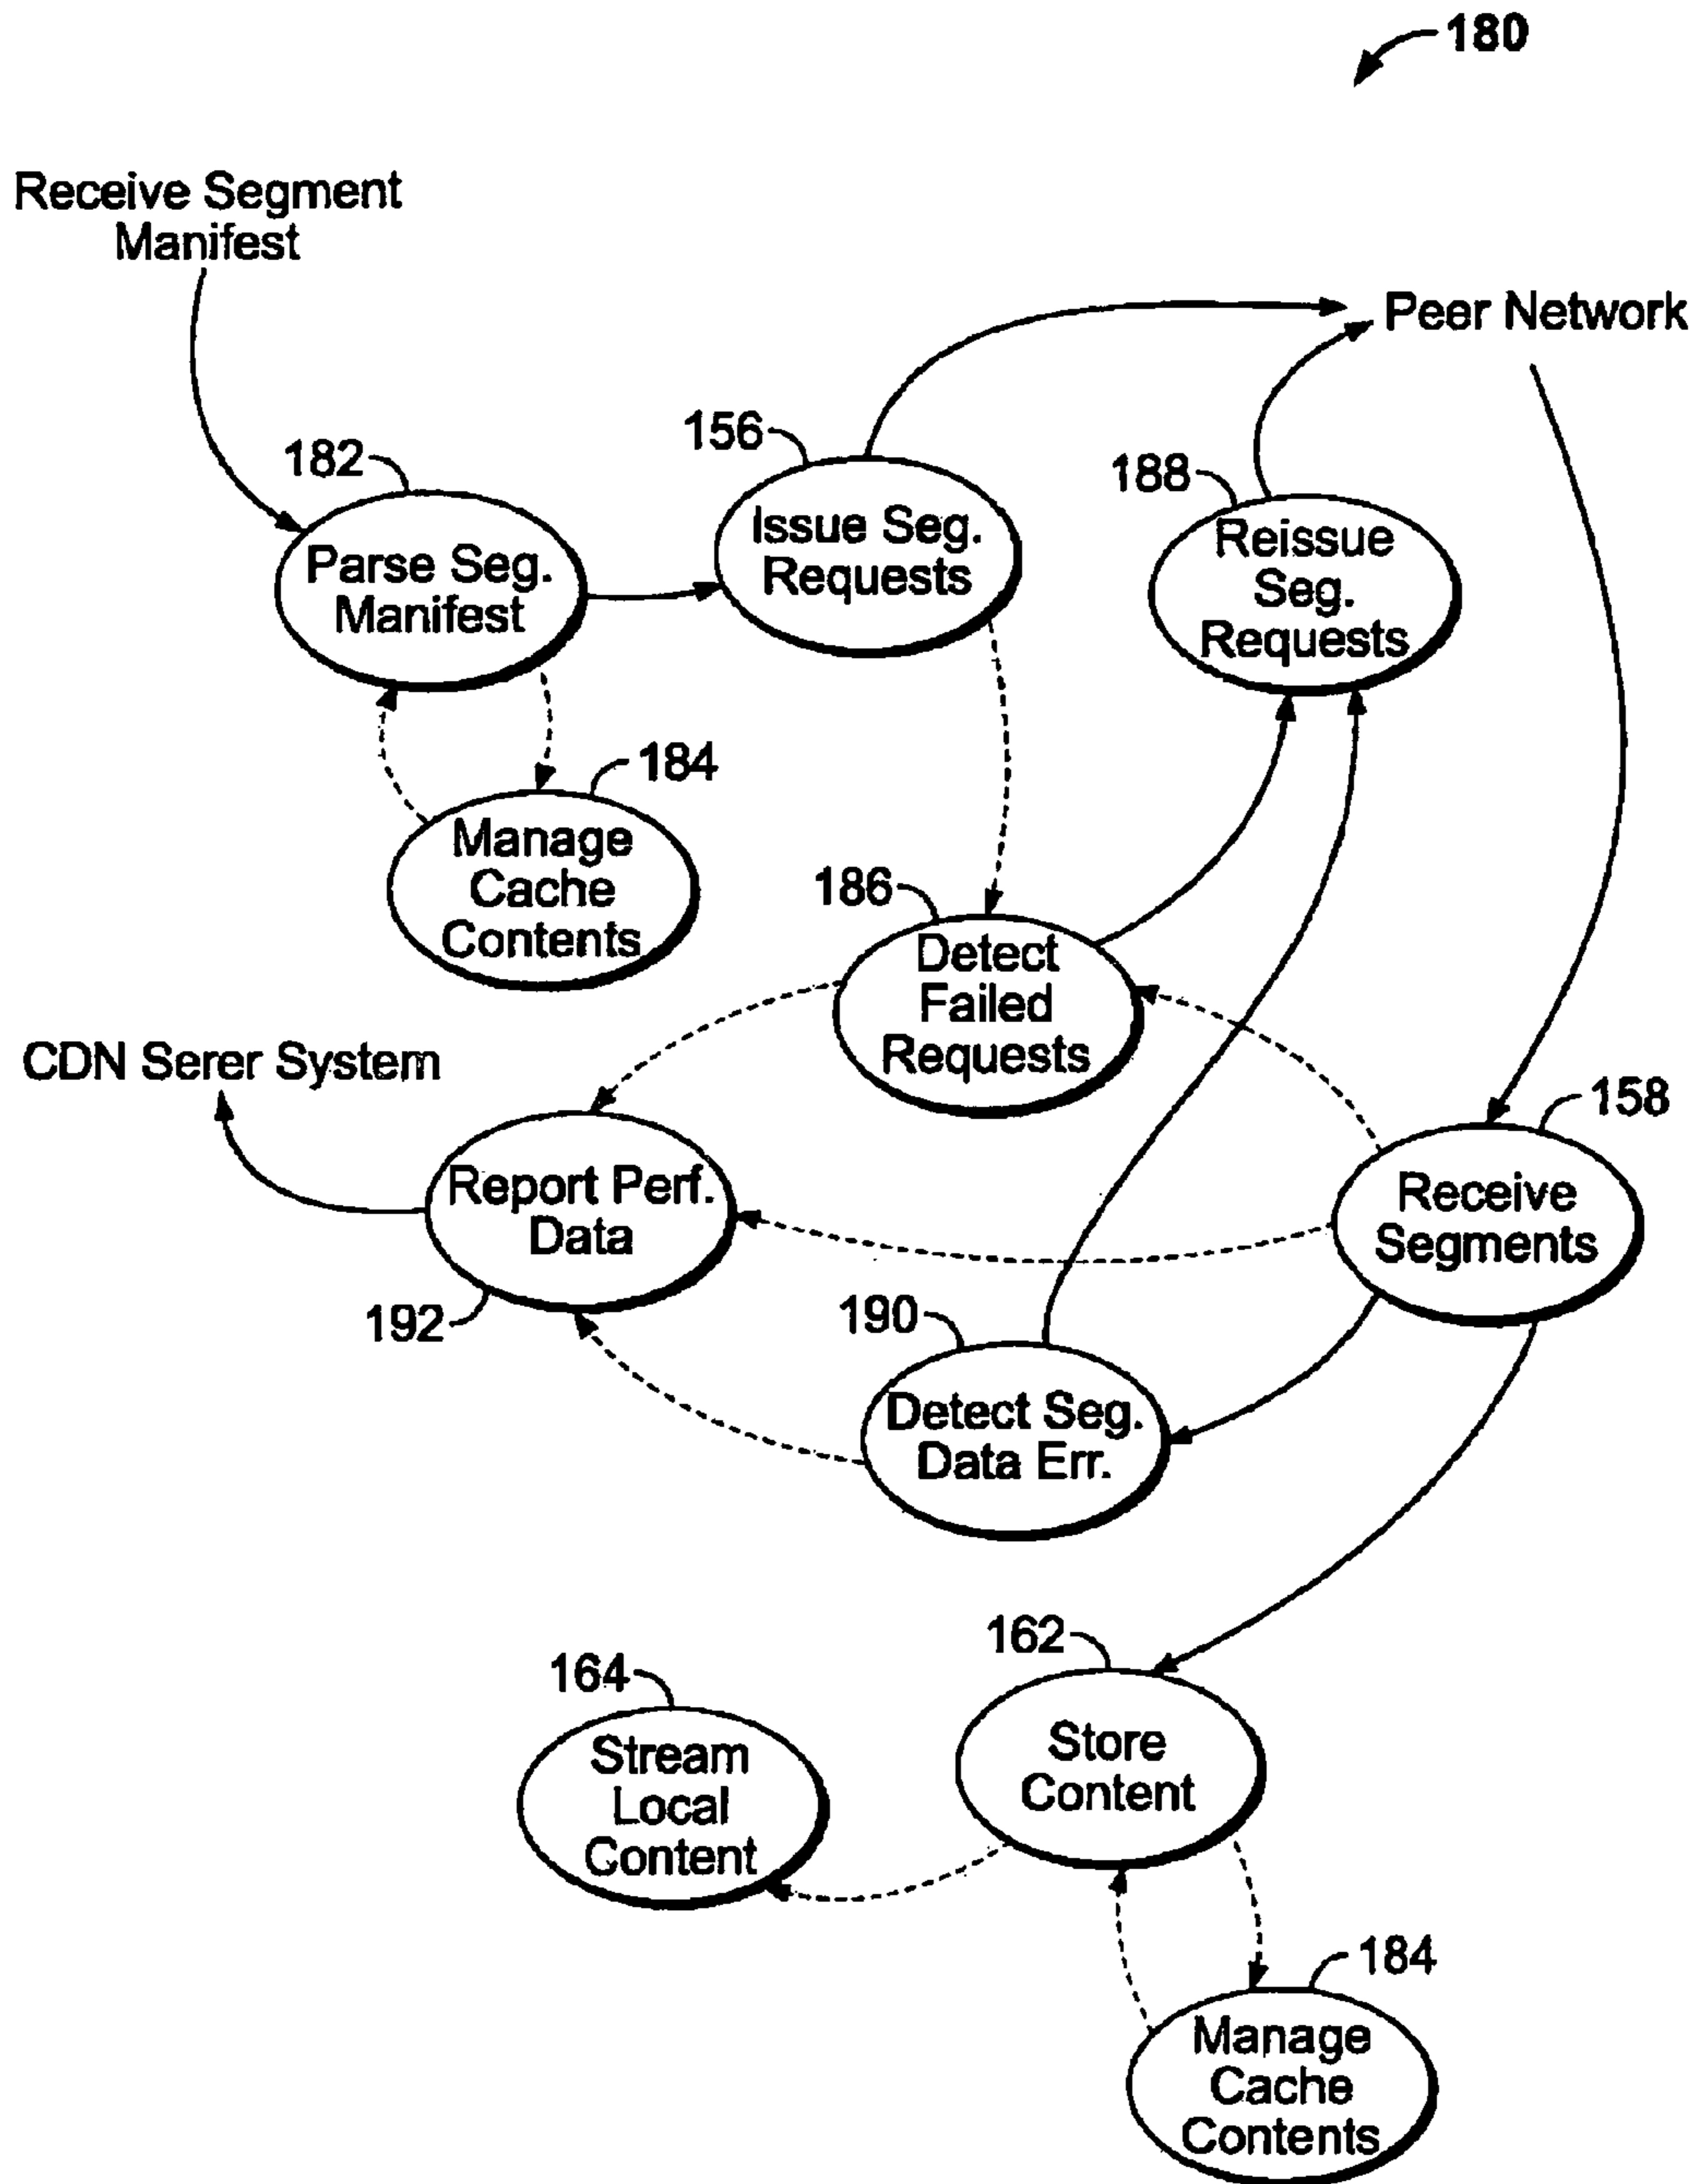 180
Receive Segment
Manifest
Peer Network
156
182
188
Issue Seg.
Requests
Reissue
Seg.
Requests
Parse Seg.
Manifest
184
Manage
Cache
Contents
186
Detect
Failed
Requests
CDN Serer System
158
Report Perf.
Data
Receive
Segments
192
190
Detect Seg.
Data Err.
162
164
Store
Content
Stream
Local
Content
184
Manage
Cache
Contents